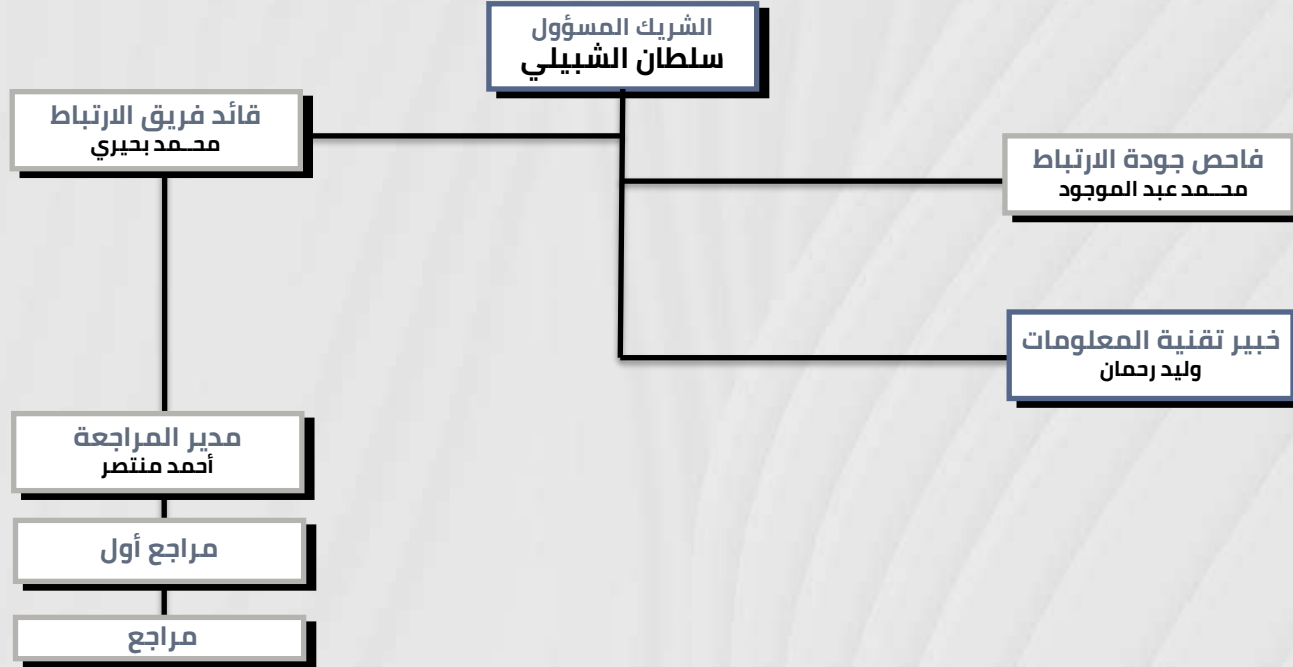 الشريك المسؤول
سلطان الشبيلي
قائد فريق الارتباط
محـمد بحيري
فاحص جودة الارتباط
محـمد عبد الموجود
خبير تقنية المعلومات
وليد رحمان
مدير المراجعة
أحمد منتصر
مراجع أول
مراجع